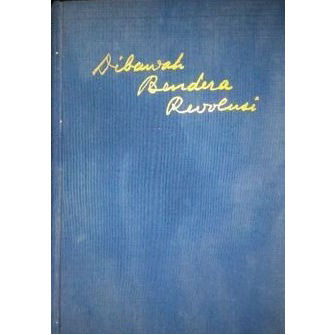 Dibawah
Bendera
Revolusi